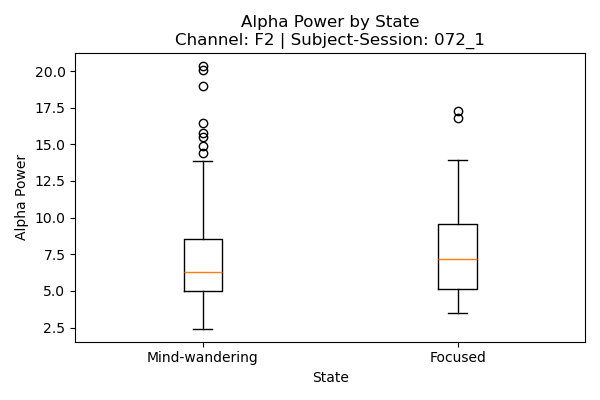 Alpha Power by State
Channel: F2 | Subject-Session: 072_1
20.0
17.5
15.0
12.5
10.0
7.5
5.0
2.5
Alpha Power
Mind-wandering
Focused
State